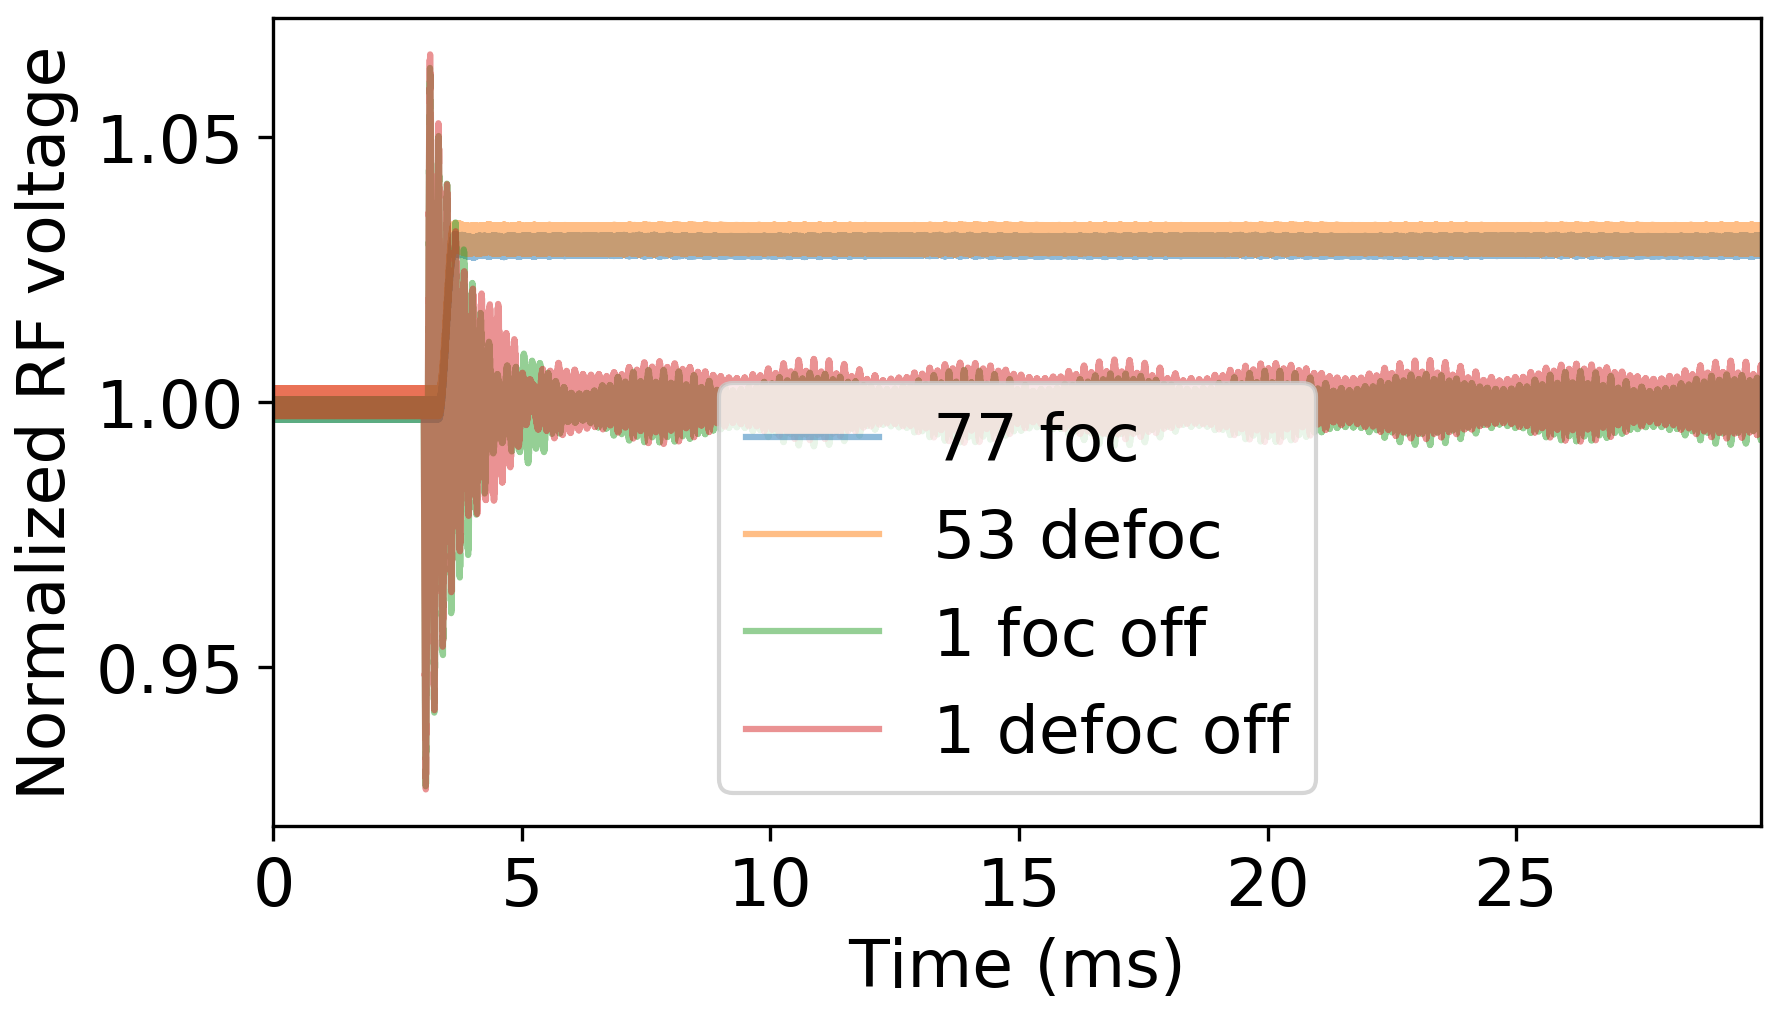 Normalized RF voltage
1.05
1.00
0.95
77 foc
53 defoc
1 foc off
1 defoc off
0 5 10 15 20 25
Time (ms)